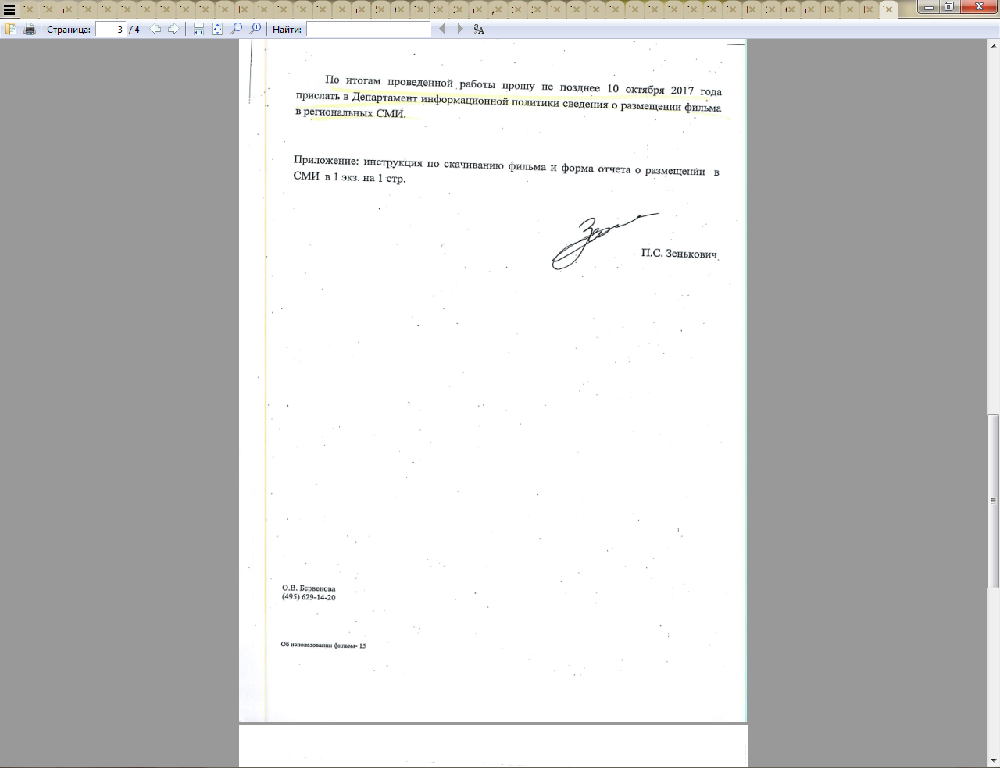 Страница: 3 / 4 Найти:
По итогам проведенной работы прошу не позднее 10 октября 2017 года
прислать в Департамент информационной политики сведения о размещении фильма
в региональных СМИ.
Приложение: инструкция по скачиванию фильма и форма отчета о размещении в
СМИ в 1 экз. на 1 стр.
П.С. Зенькович
О.В. Бервенова
(495) 629-14-20
Об использовании фильма- 15